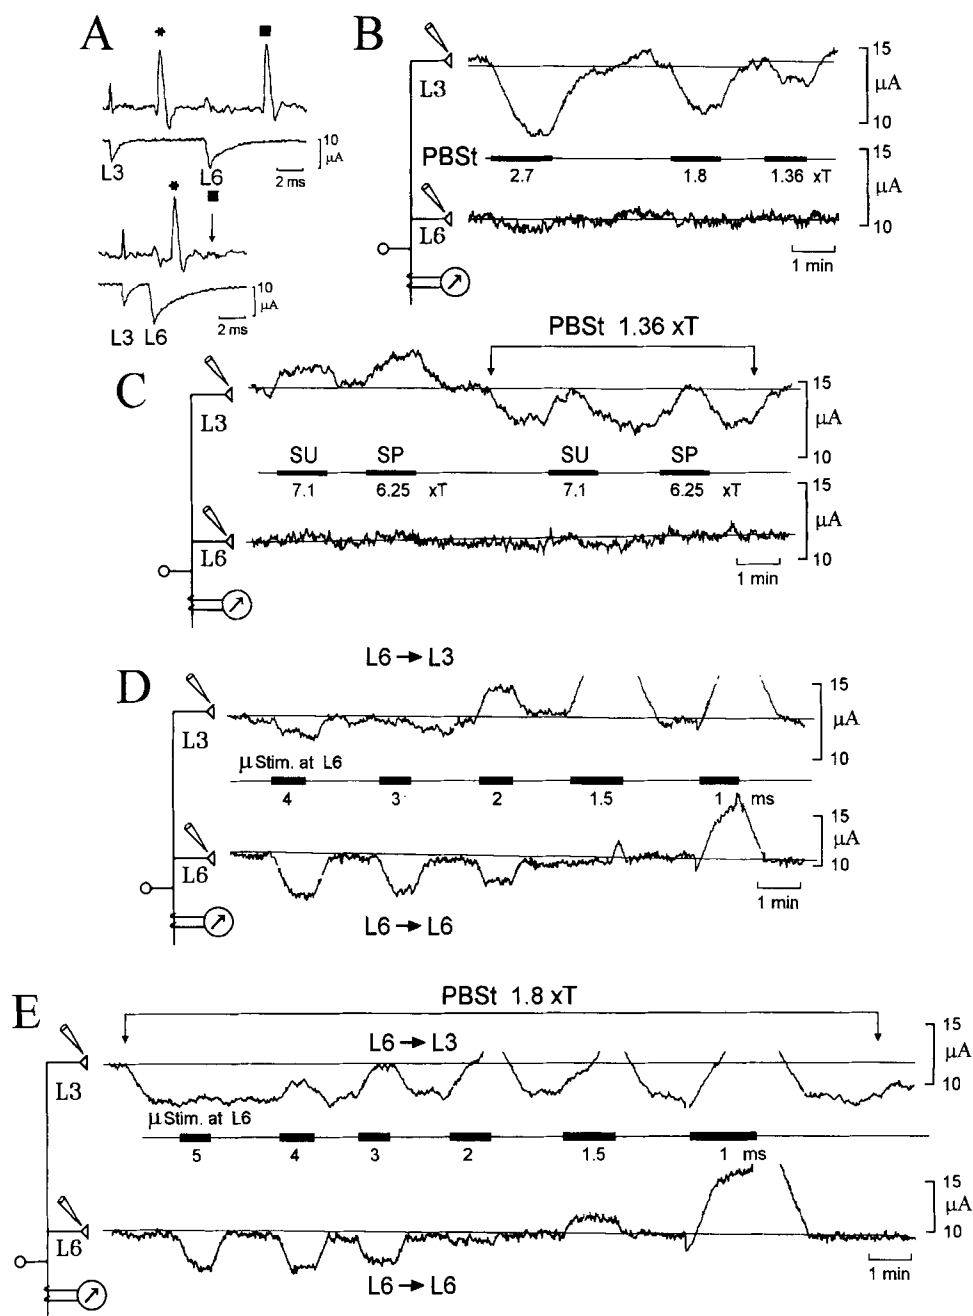 A
* ■
10
μA
L3 L6
2 ms
* ■
10
μA
2 ms
L3 L6
B
L3
15
μA
10
PBSt
2.7 1.8 1.36 xT
15
μA
10
L6
1 min
PBSt 1.36 xT
C
L3
15
μA
10
SU SP SU SP
7.1 6.25 xT 7.1 6.25 xT
15
μA
10
L6
1 min
L6 → L3
D
L3
15
μA
10
μ Stim. at L6
4 3 2 1.5 1 ms
15
μA
10
L6
1 min
L6 → L6
PBSt 1.8 xT
E
L6 → L3
L3
15
μA
10
μ Stim. at L6
5 4 3 2 1.5 1 ms
15
μA
10
L6
L6 → L6
1 min